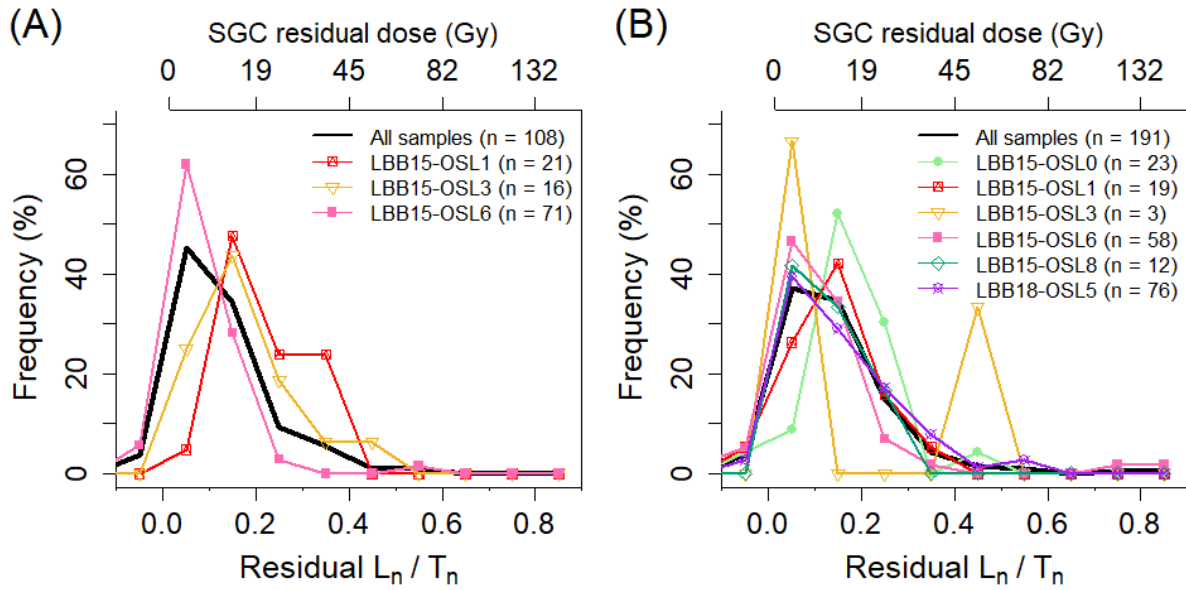 (A)
SGC residual dose (Gy)
0 19 45 82 132
All samples (n = 108)
LBB15-OSL1 (n = 21)
LBB15-OSL3 (n = 16)
LBB15-OSL6 (n = 71)
Frequency (%)
0 20 40 60
0.0 0.2 0.4 0.6 0.8
Residual Lₙ / Tₙ
(B)
SGC residual dose (Gy)
0 19 45 82 132
All samples (n = 191)
LBB15-OSL0 (n = 23)
LBB15-OSL1 (n = 19)
LBB15-OSL3 (n = 3)
LBB15-OSL6 (n = 58)
LBB15-OSL8 (n = 12)
LBB18-OSL5 (n = 76)
Frequency (%)
0 20 40 60
0.0 0.2 0.4 0.6 0.8
Residual Lₙ / Tₙ